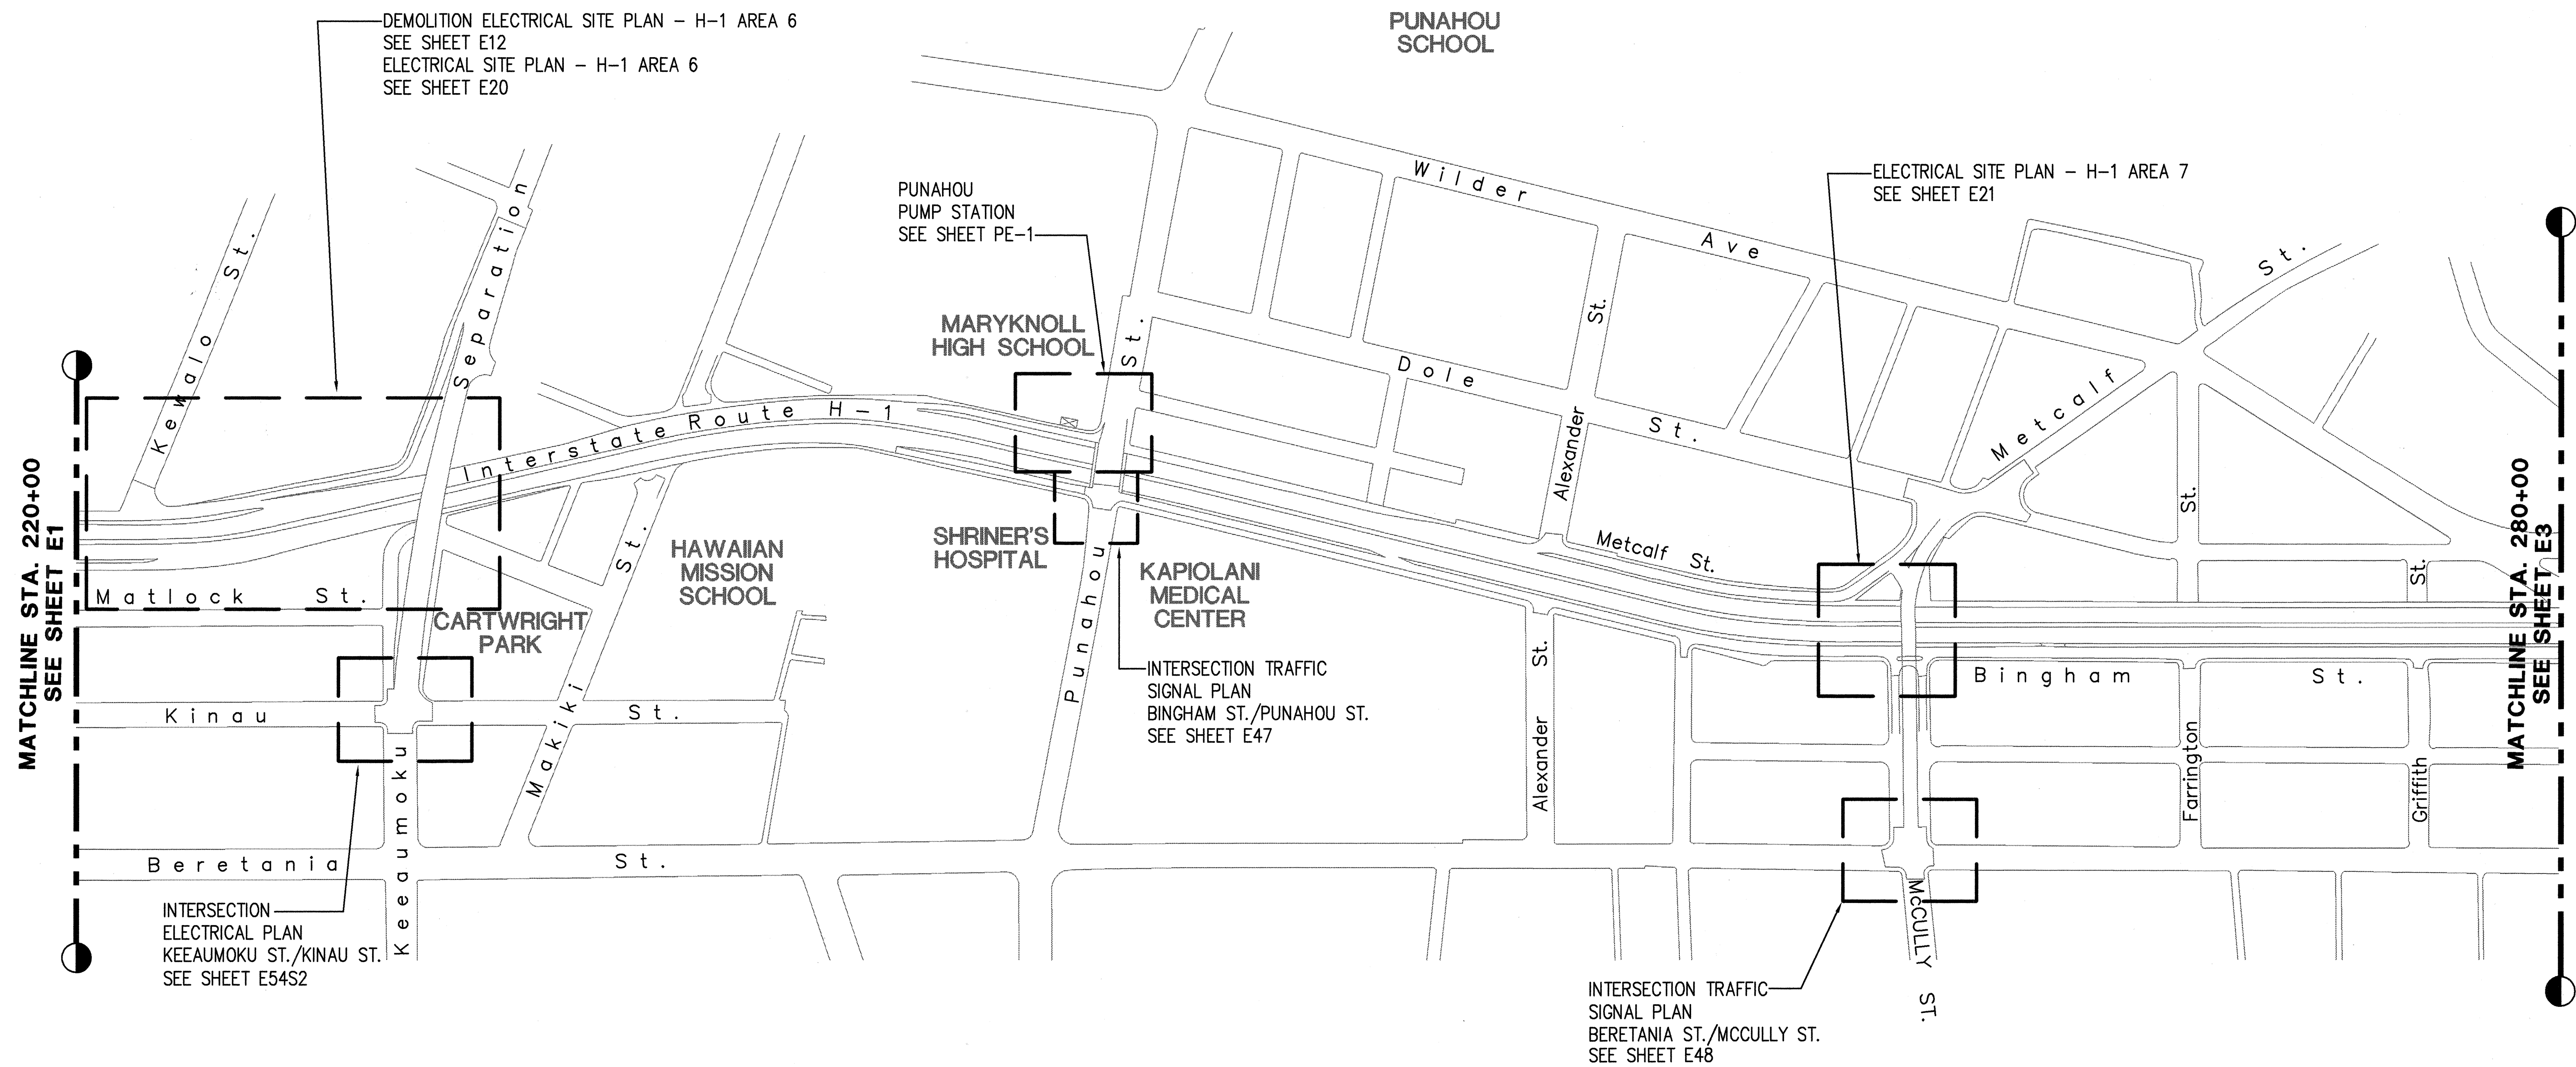 DEMOLITION ELECTRICAL SITE PLAN - H-1 AREA 6
SEE SHEET E12
ELECTRICAL SITE PLAN - H-1 AREA 6
SEE SHEET E20
PUNAHOU
SCHOOL
PUNAHOU
PUMP STATION
SEE SHEET PE-1
ELECTRICAL SITE PLAN - H-1 AREA 7
SEE SHEET E21
Wilder Ave
Kewalo St.
Separation
MARYKNOLL
HIGH SCHOOL
St.
Dole St.
St.
Alexander
Metcalf St.
Interstate Route H-1
MATCHLINE STA. 220+00
SEE SHEET E1
Matlock St.
CARTWRIGHT
PARK
HAWAIIAN
MISSION
SCHOOL
Makiki St.
SHRINER'S
HOSPITAL
KAPIOLANI
MEDICAL
CENTER
Punahou
Metcalf St.
St.
St.
MATCHLINE STA. 280+00
SEE SHEET E3
INTERSECTION TRAFFIC
SIGNAL PLAN
BINGHAM ST./PUNAHOU ST.
SEE SHEET E47
Alexander St.
Bingham St.
Kinau St.
Farrington
Griffith
Keeaumoku
Beretania St.
INTERSECTION
ELECTRICAL PLAN
KEEAUMOKU ST./KINAU ST.
SEE SHEET E54S2
McCULLY ST.
INTERSECTION TRAFFIC
SIGNAL PLAN
BERETANIA ST./MCCULLY ST.
SEE SHEET E48